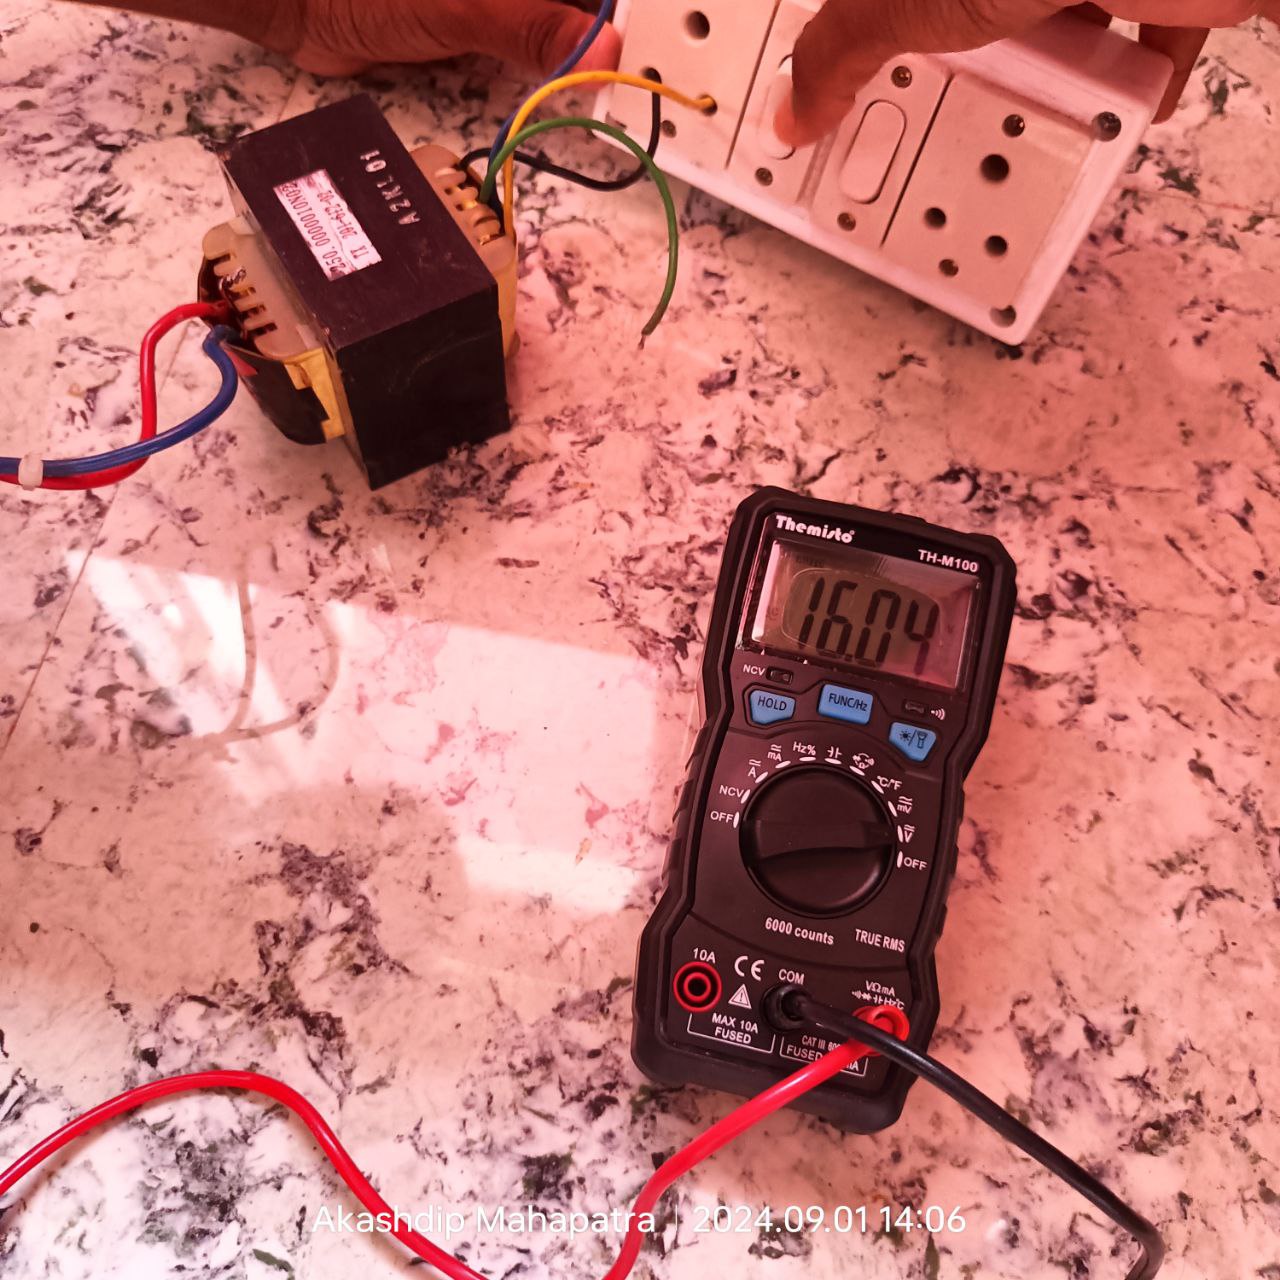 A2KL01
Themisto
TH-M100
16.04
NCV
HOLD
FUNC/Hz
A
mA
Hz%
°C/°F
mV
V
NCV
OFF
OFF
6000 counts
TRUE RMS
10A
CE
COM
VΩmA
Hz°C
MAX 10A
FUSED
CAT III
FUSED
Akashdip Mahapatra | 2024.09.01 14:06